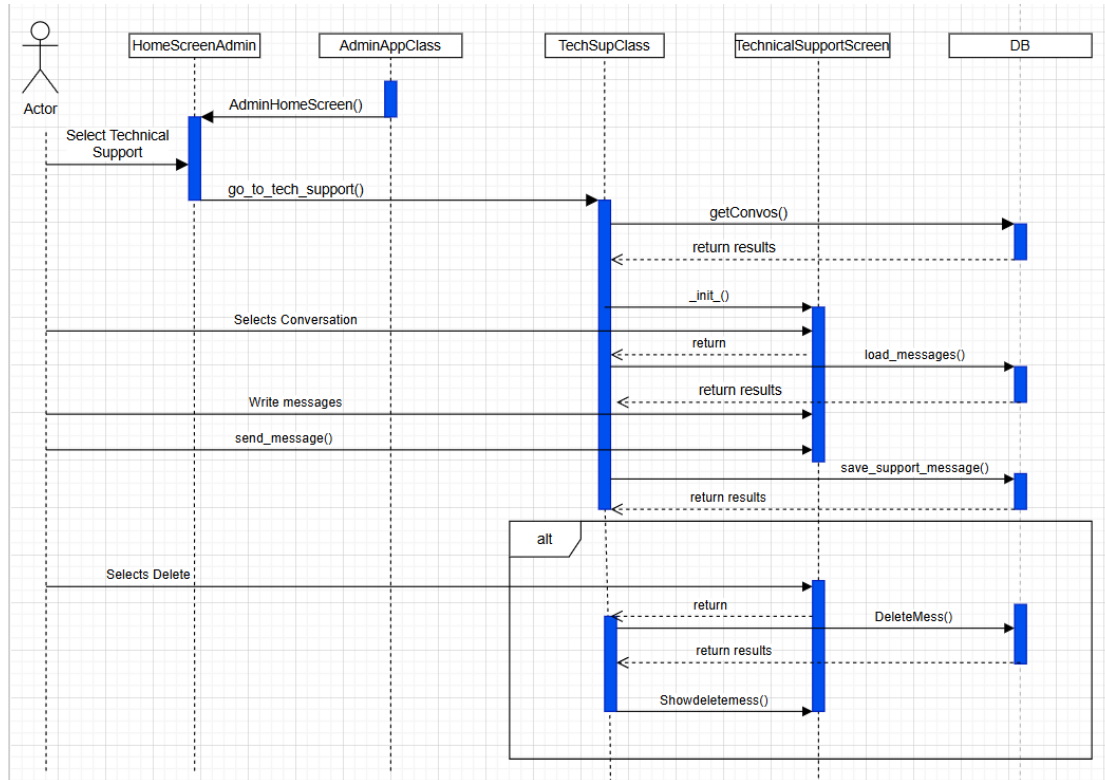 HomeScreenAdmin
AdminAppClass
TechSupClass
TechnicalSupportScreen
DB
Actor
AdminHomeScreen()
Select Technical
Support
go_to_tech_support()
getConvos()
return results
_init_()
Selects Conversation
return
load_messages()
return results
Write messages
send_message()
save_support_message()
return results
alt
Selects Delete
return
DeleteMess()
return results
Showdeletemess()